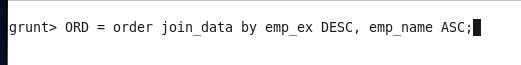 grunt> ORD = order join_data by emp_ex DESC, emp_name ASC;